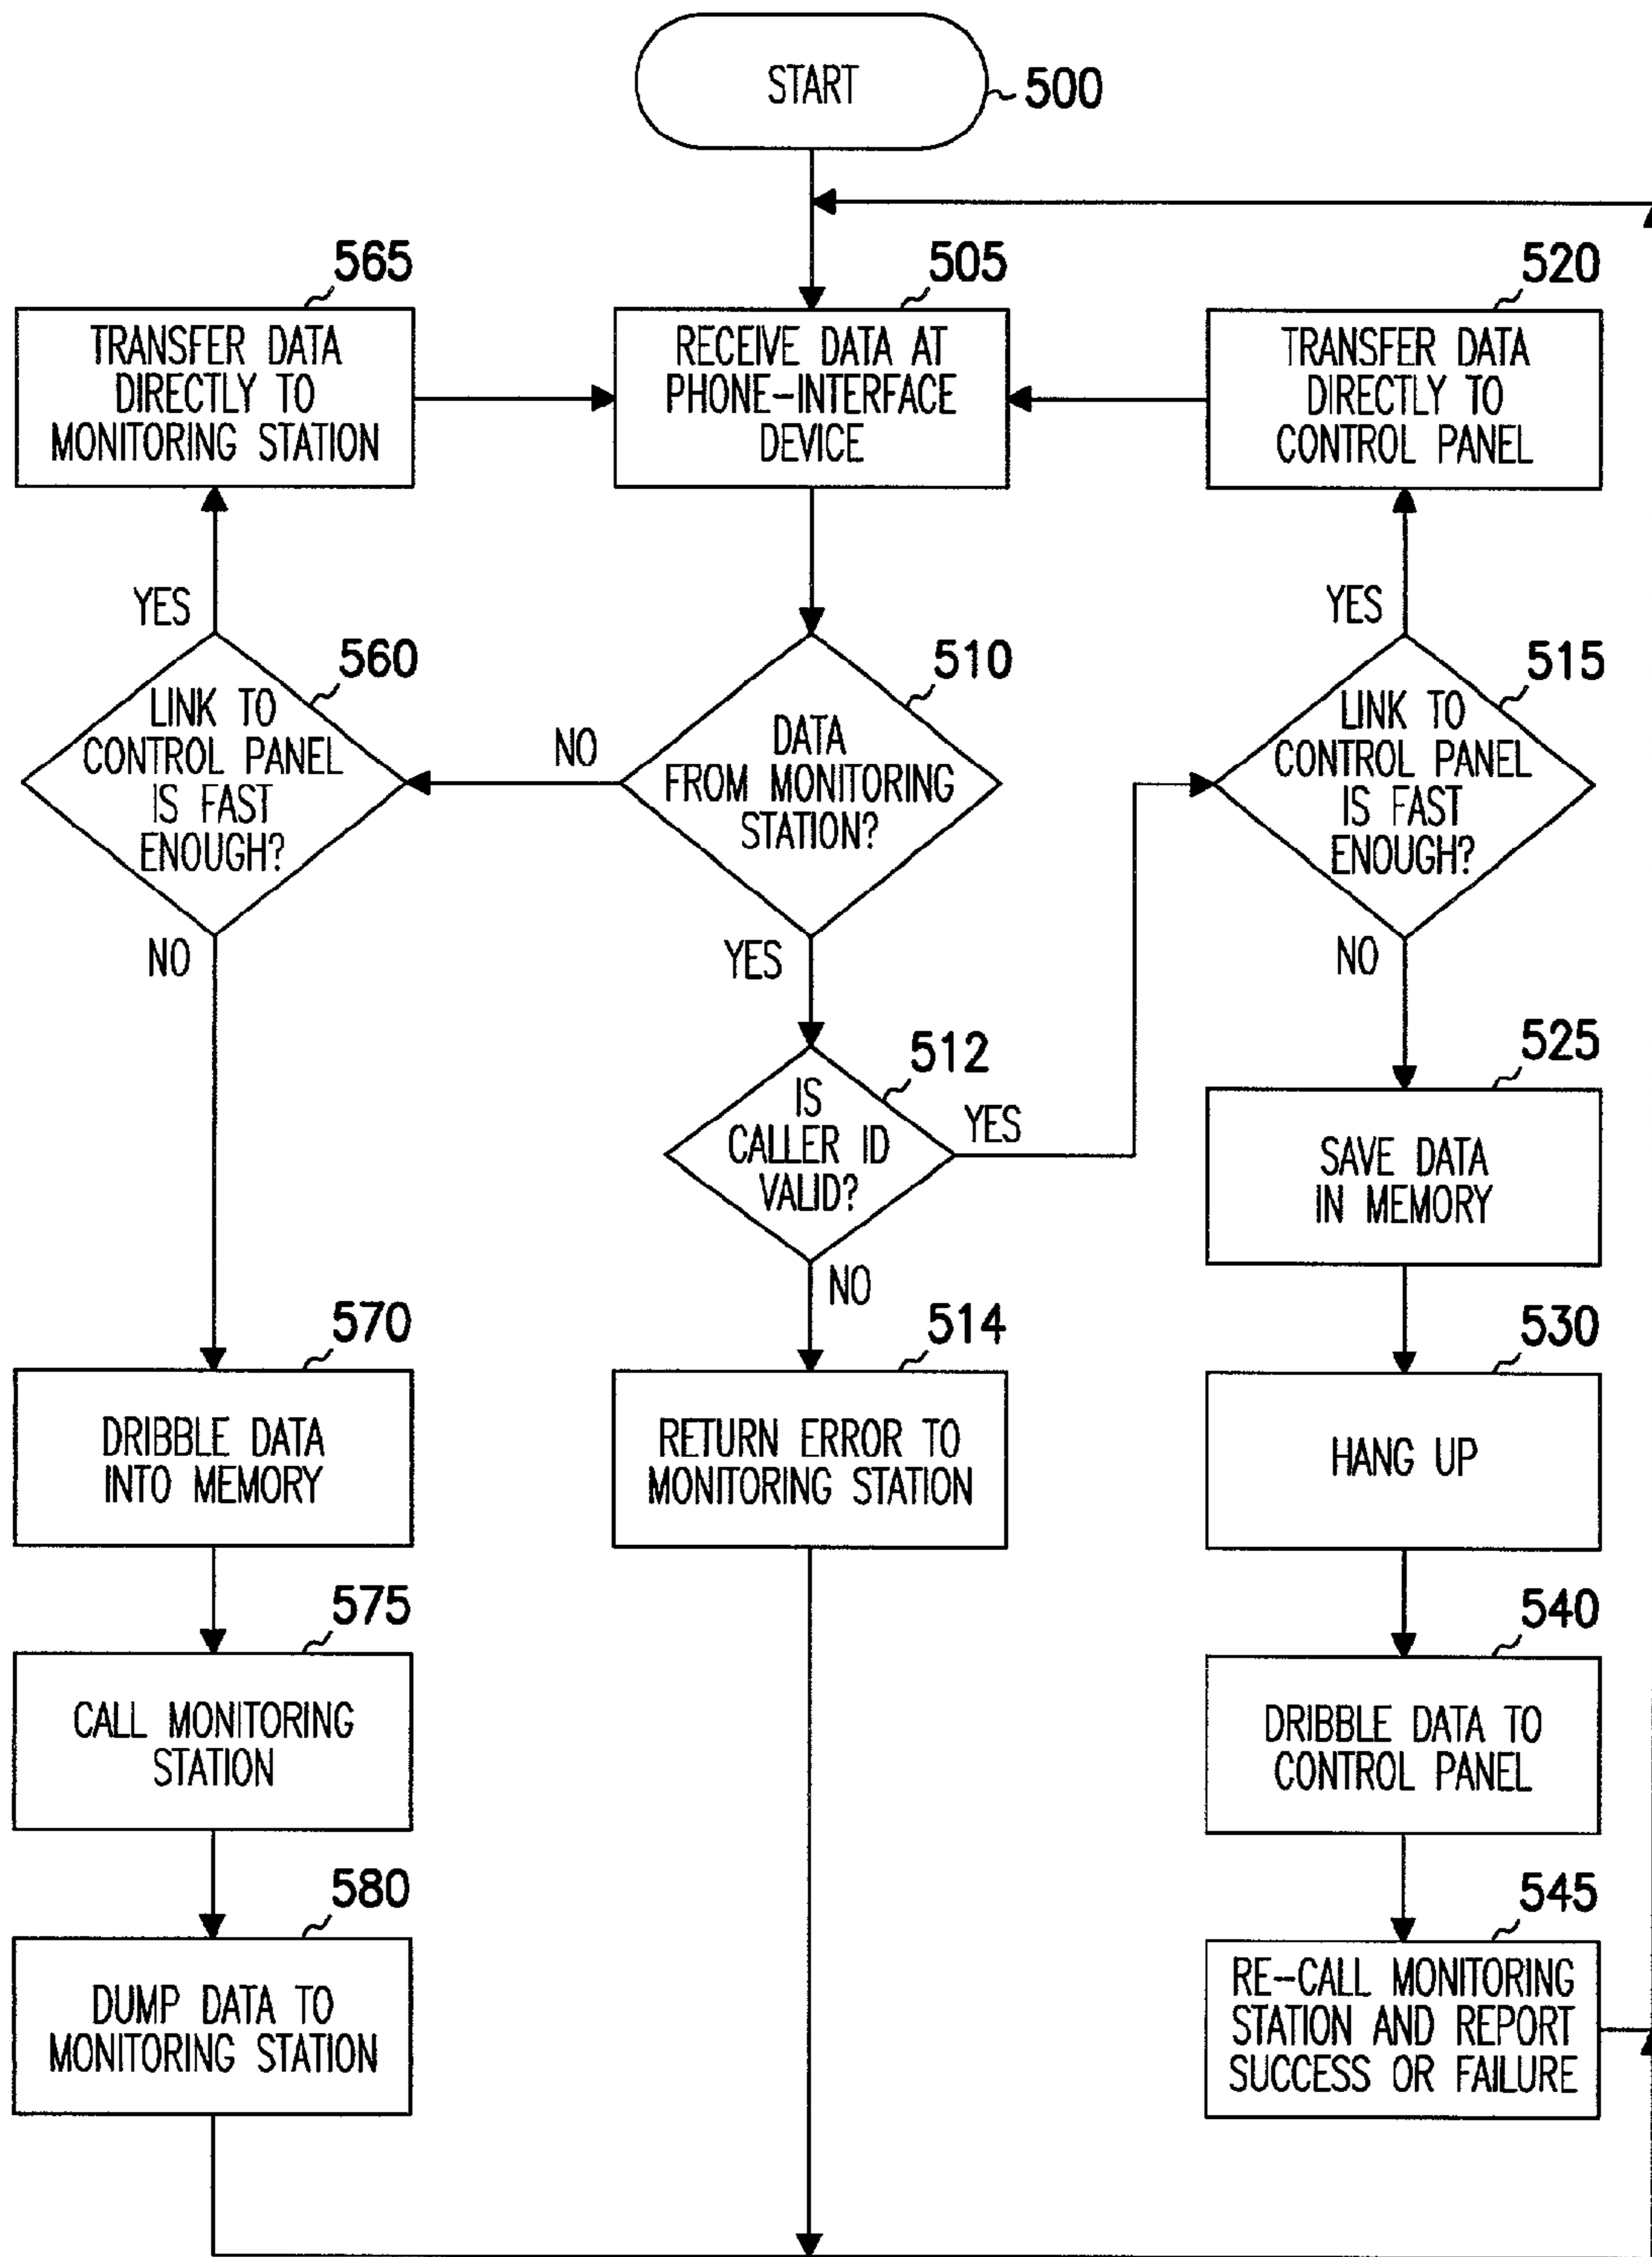 START
500
565
505
520
TRANSFER DATA
DIRECTLY TO
MONITORING STATION
RECEIVE DATA AT
PHONE-INTERFACE
DEVICE
TRANSFER DATA
DIRECTLY TO
CONTROL PANEL
YES
YES
560
510
515
LINK TO
CONTROL PANEL
IS FAST
ENOUGH?
NO
DATA
FROM MONITORING
STATION?
LINK TO
CONTROL PANEL
IS FAST
ENOUGH?
NO
YES
NO
512
IS
CALLER ID
VALID?
YES
525
SAVE DATA
IN MEMORY
NO
570
514
530
DRIBBLE DATA
INTO MEMORY
RETURN ERROR TO
MONITORING STATION
HANG UP
575
540
CALL MONITORING
STATION
DRIBBLE DATA TO
CONTROL PANEL
580
545
DUMP DATA TO
MONITORING STATION
RE-CALL MONITORING
STATION AND REPORT
SUCCESS OR FAILURE